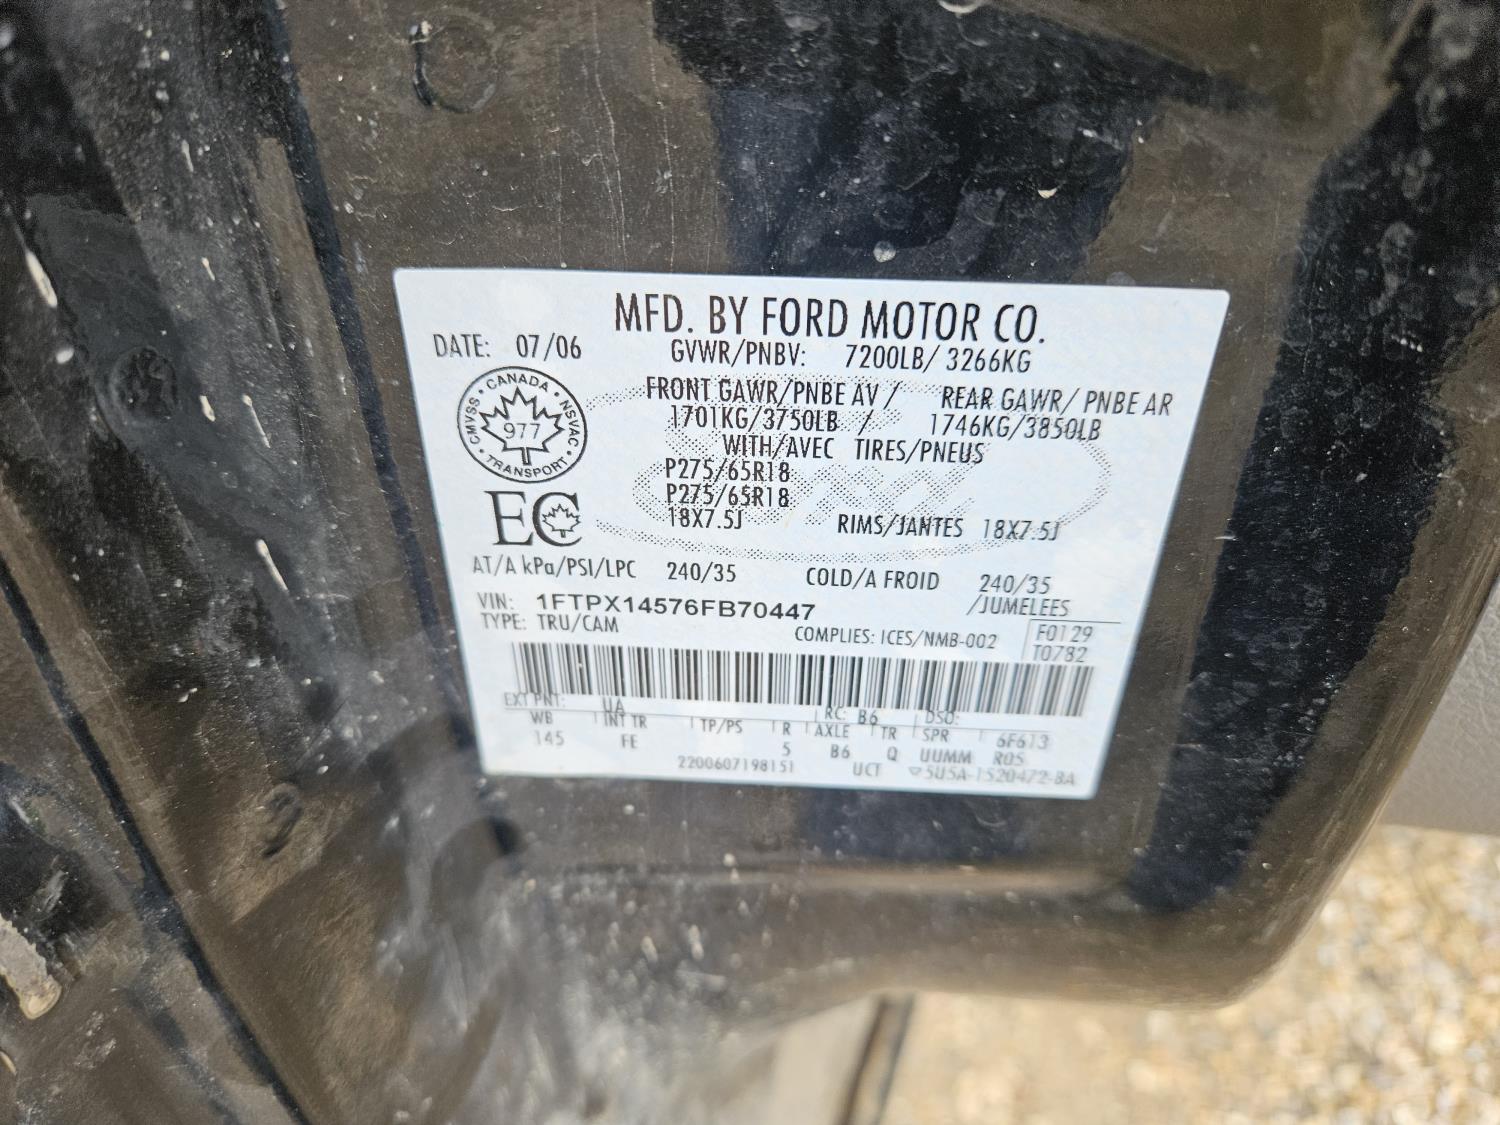 MFD. BY FORD MOTOR CO.
DATE: 07/06 GVWR/PNBV: 7200LB/ 3266KG
FRONT GAWR/PNBE AV / REAR GAWR/ PNBE AR
1701KG/3750LB / 1746KG/3850LB
WITH/AVEC TIRES/PNEUS
P275/65R18
P275/65R18
18X7.5J RIMS/JANTES 18X7.5J
CANADA
CMVSS 977 NSVAC
TRANSPORT
EC
AT/A kPa/PSI/LPC 240/35 COLD/A FROID 240/35
VIN: 1FTPX14576FB70447 /JUMELEES
TYPE: TRU/CAM COMPLIES: ICES/NMB-002 F0129
T0782
EXT PNT: UA RC: B6 DSO:
WB INT TR TP/PS R AXLE TR SPR 6F613
145 FE 5 B6 Q UUMM R05
2200607198151 UCT 5U5A-1520472-BA